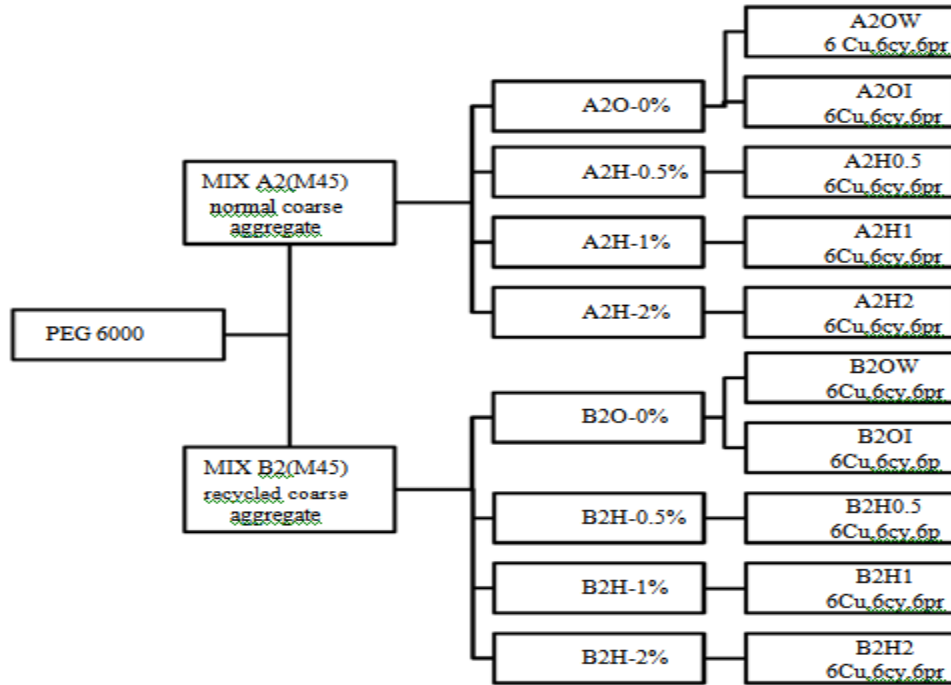 PEG 6000
MIX A2(M45)
normal coarse
aggregate
A2O-0%
A2OW
6 Cu,6cy,6pr
A2OI
6Cu,6cy,6pr
A2H-0.5%
A2H0.5
6Cu,6cy,6pr
A2H-1%
A2H1
6Cu,6cy,6pr
A2H-2%
A2H2
6Cu,6cy,6pr
MIX B2(M45)
recycled coarse
aggregate
B2O-0%
B2OW
6Cu,6cy,6pr
B2OI
6Cu,6cy,6p
B2H-0.5%
B2H0.5
6Cu,6cy,6p
B2H-1%
B2H1
6Cu,6cy,6pr
B2H-2%
B2H2
6Cu,6cy,6pr